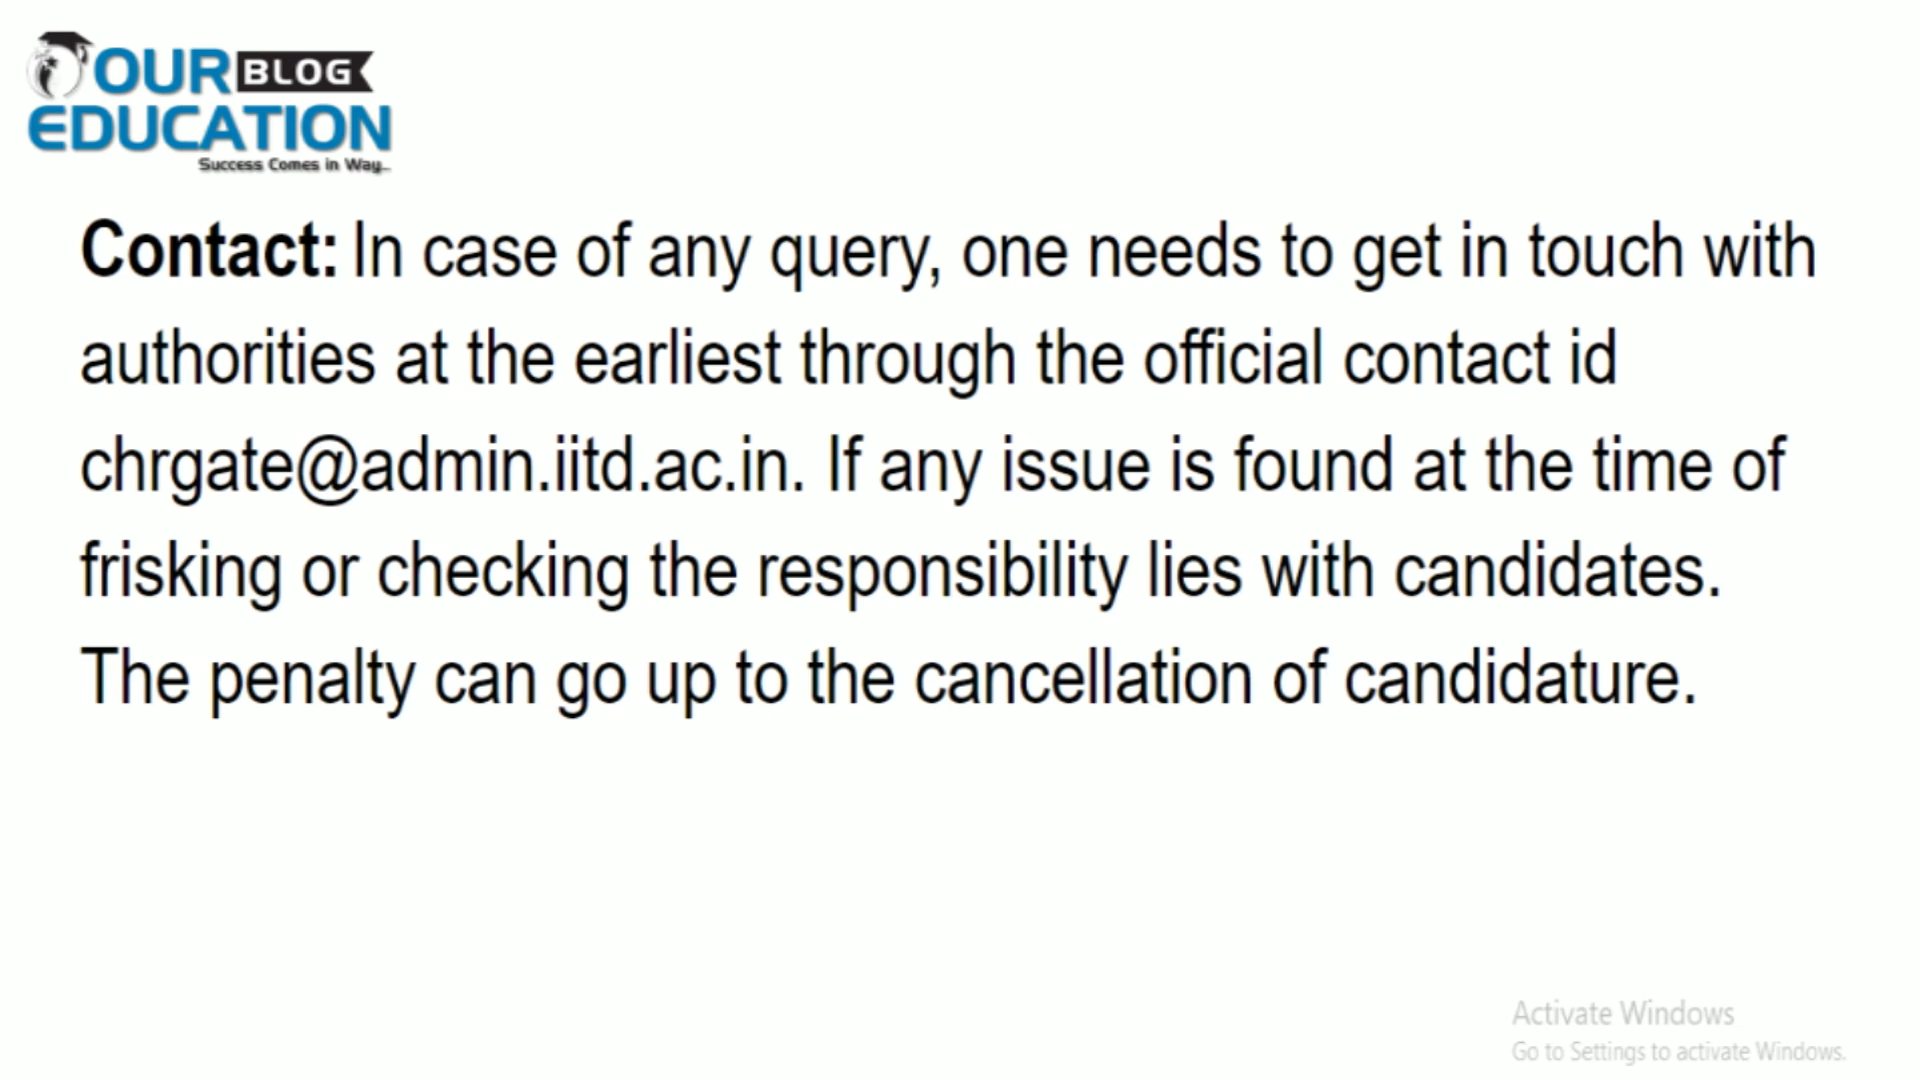 OUR BLOG
EDUCATION
Success Comes in Way..
Contact: In case of any query, one needs to get in touch with
authorities at the earliest through the official contact id
chrgate@admin.iitd.ac.in. If any issue is found at the time of
frisking or checking the responsibility lies with candidates.
The penalty can go up to the cancellation of candidature.
Activate Windows
Go to Settings to activate Windows.